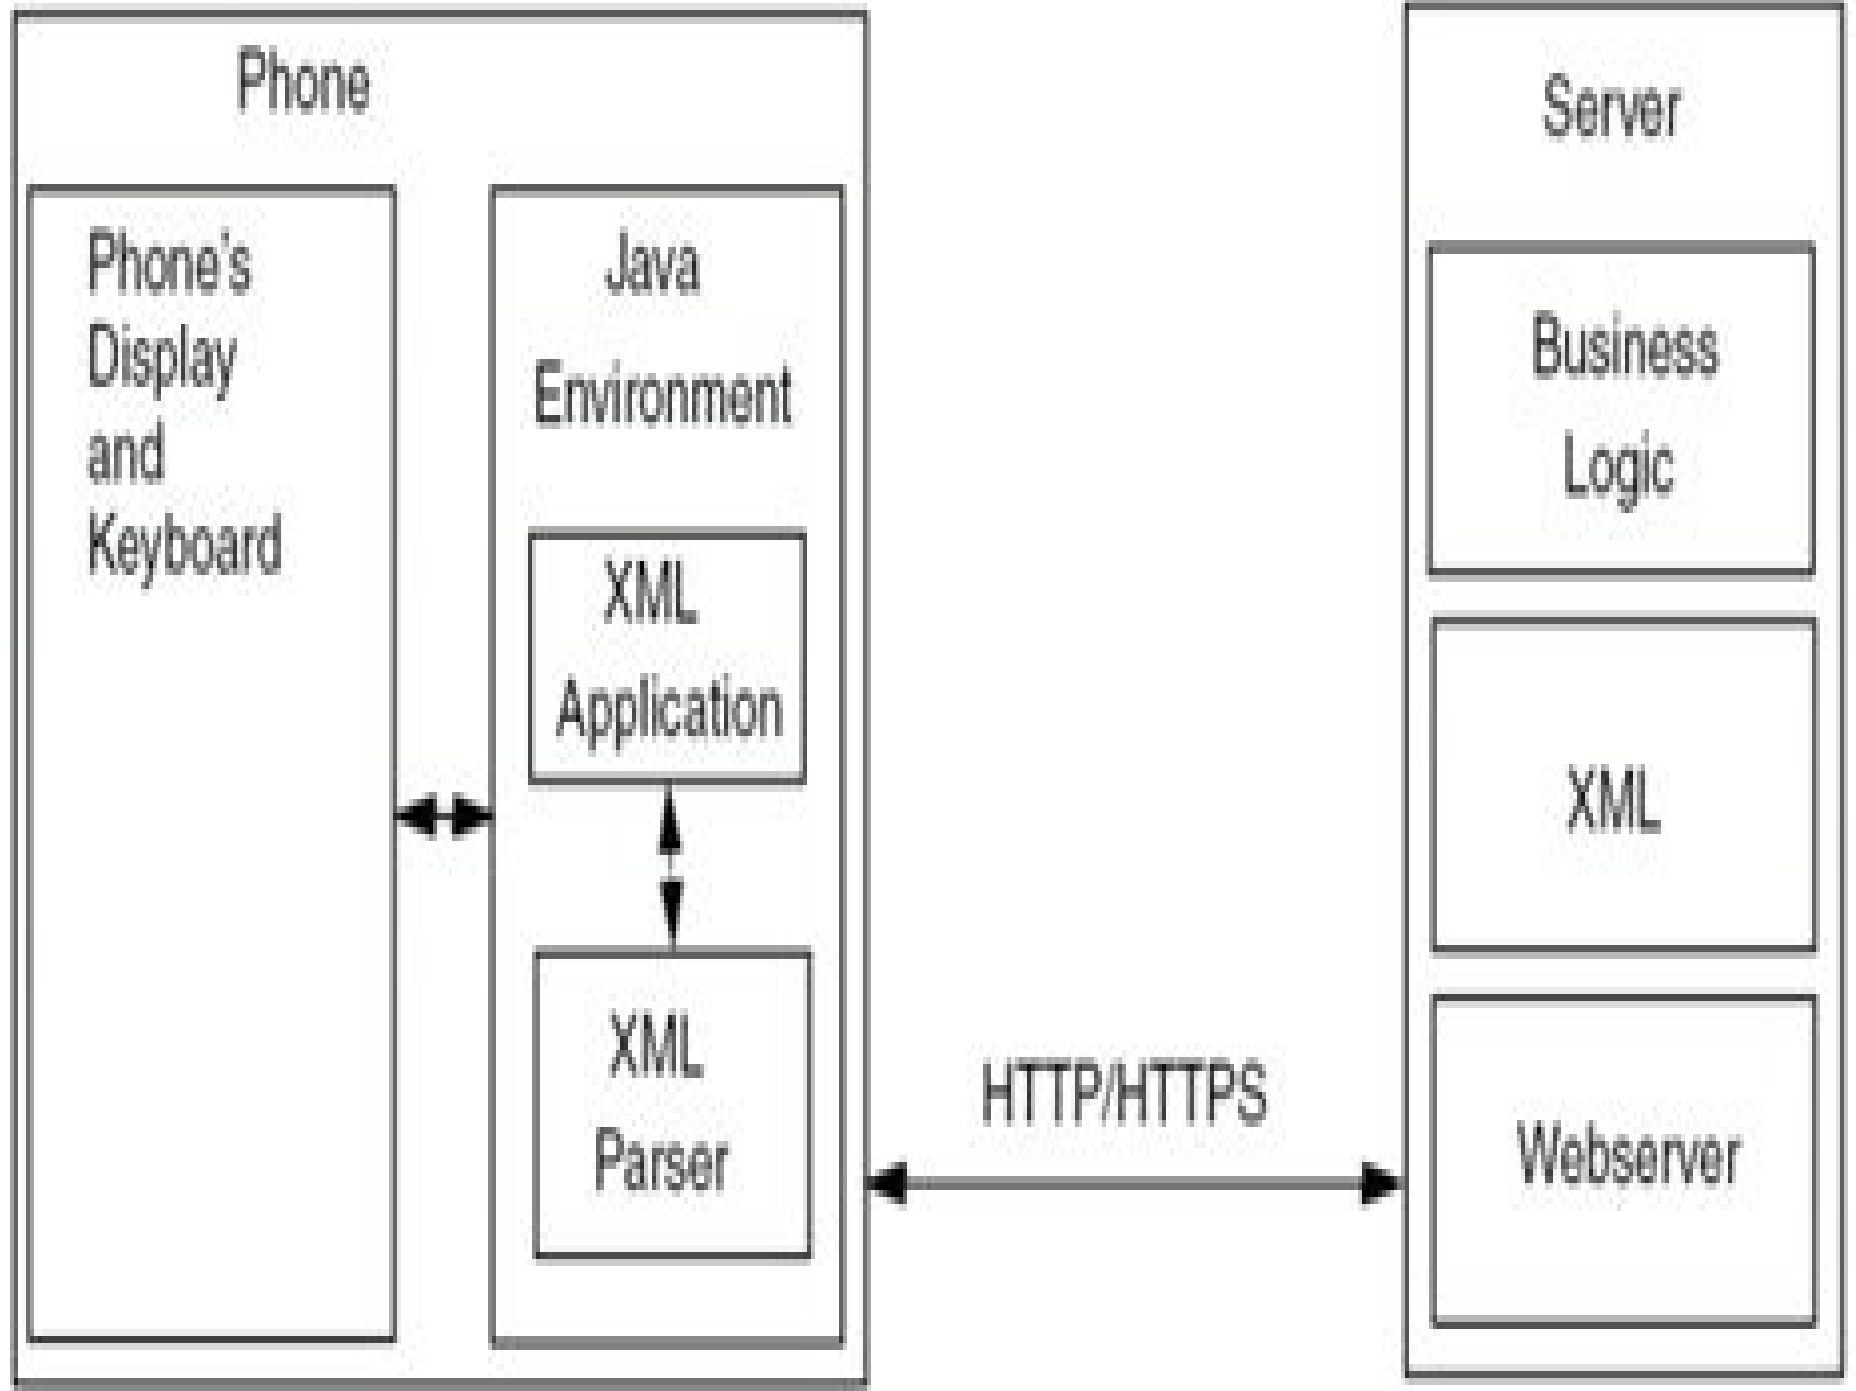 Phone
Phone's
Display
and
Keyboard
Java
Environment
XML
Application
XML
Parser
HTTP/HTTPS
Server
Business
Logic
XML
Webserver